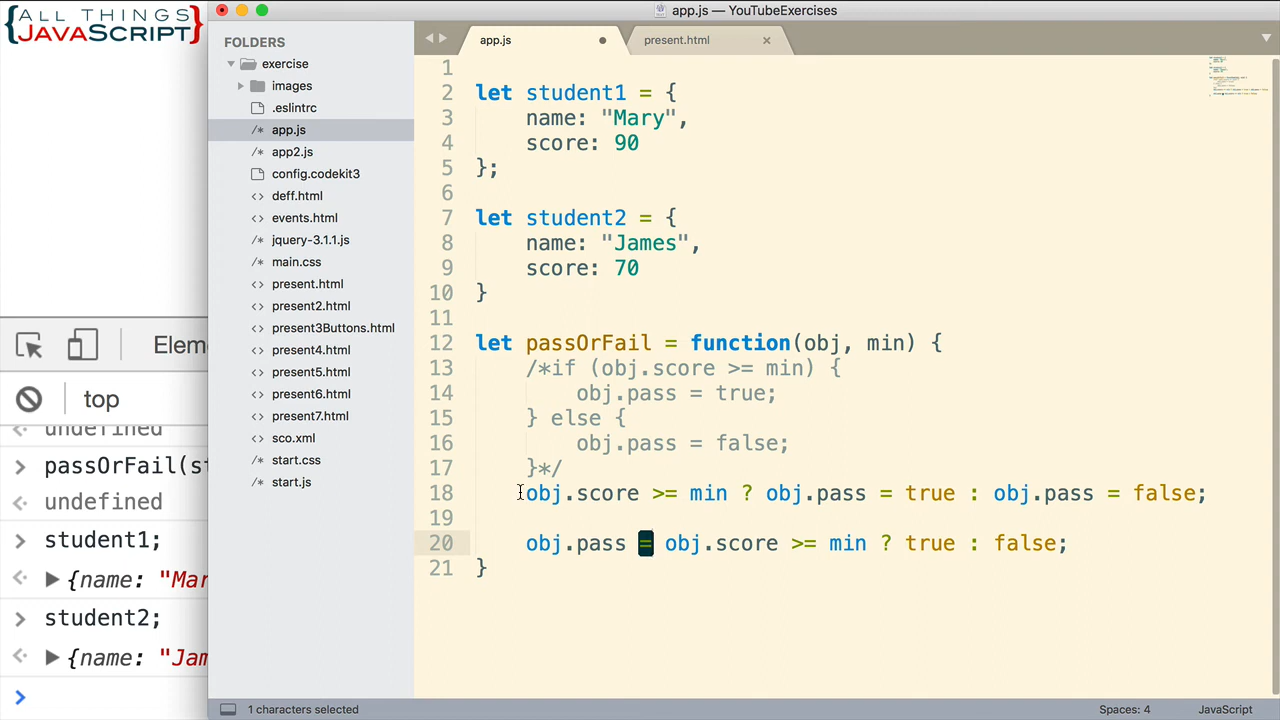 ALL THINGS
JAVASCRIPT
app.js — YouTubeExercises
FOLDERS
exercise
images
.eslintrc
/* app.js
/* app2.js
config.codekit3
<> deff.html
<> events.html
/* jquery-3.1.1.js
/* main.css
<> present.html
<> present2.html
<> present3Buttons.html
<> present4.html
<> present5.html
<> present6.html
<> present7.html
<> sco.xml
/* start.css
/* start.js
app.js
present.html
1
2 let student1 = {
3 name: "Mary",
4 score: 90
5 };
6
7 let student2 = {
8 name: "James",
9 score: 70
10 }
11
12 let passOrFail = function(obj, min) {
13 /*if (obj.score >= min) {
14 obj.pass = true;
15 } else {
16 obj.pass = false;
17 }*/
18 obj.score >= min ? obj.pass = true : obj.pass = false;
19
20 obj.pass = obj.score >= min ? true : false;
21 }
Elem
top
undefined
passOrFail(st
undefined
student1;
{name: "Mar
student2;
{name: "Jam
1 characters selected
Spaces: 4
JavaScript